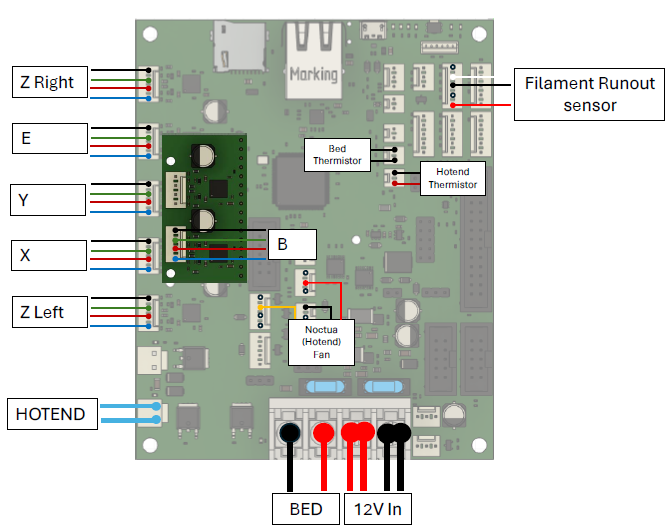 Z Right
E
Y
X
Z Left
HOTEND
Marking
Filament Runout
sensor
Bed
Thermistor
Hotend
Thermistor
B
Noctua
(Hotend)
Fan
BED
12V In